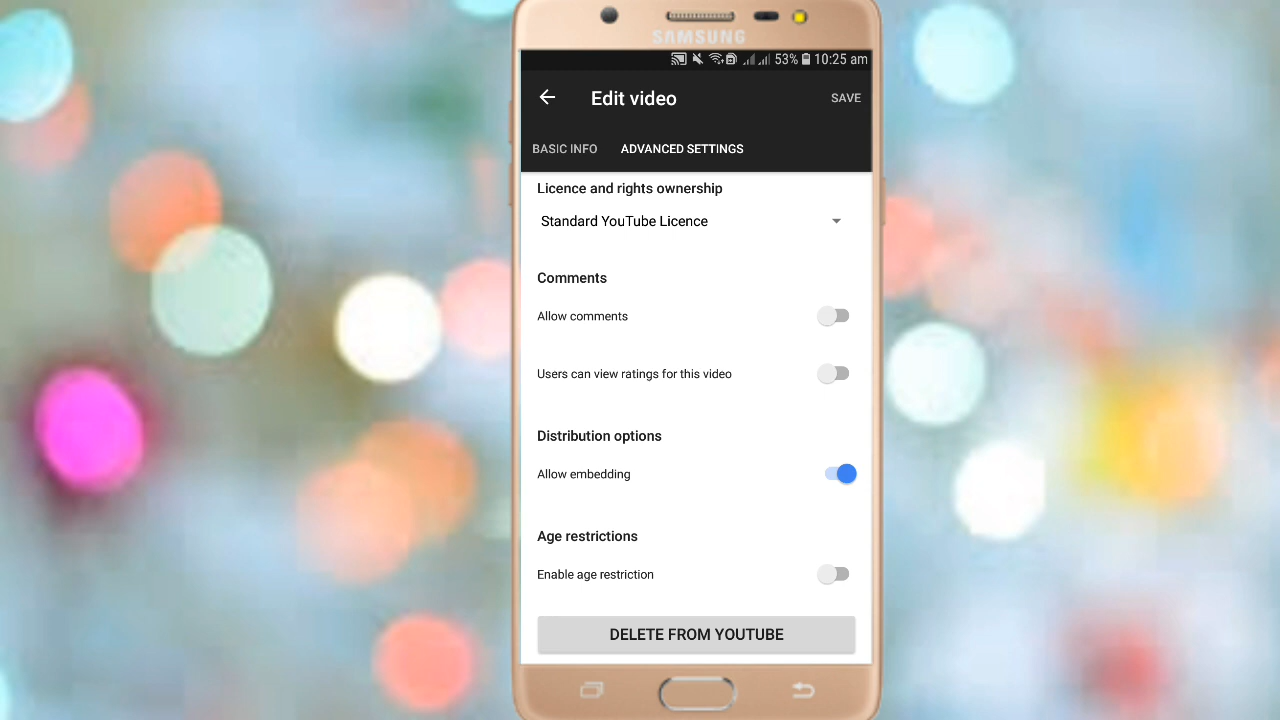 SAMSUNG
53% 10:25 am
Edit video
SAVE
BASIC INFO ADVANCED SETTINGS
Licence and rights ownership
Standard YouTube Licence
Comments
Allow comments
Users can view ratings for this video
Distribution options
Allow embedding
Age restrictions
Enable age restriction
DELETE FROM YOUTUBE